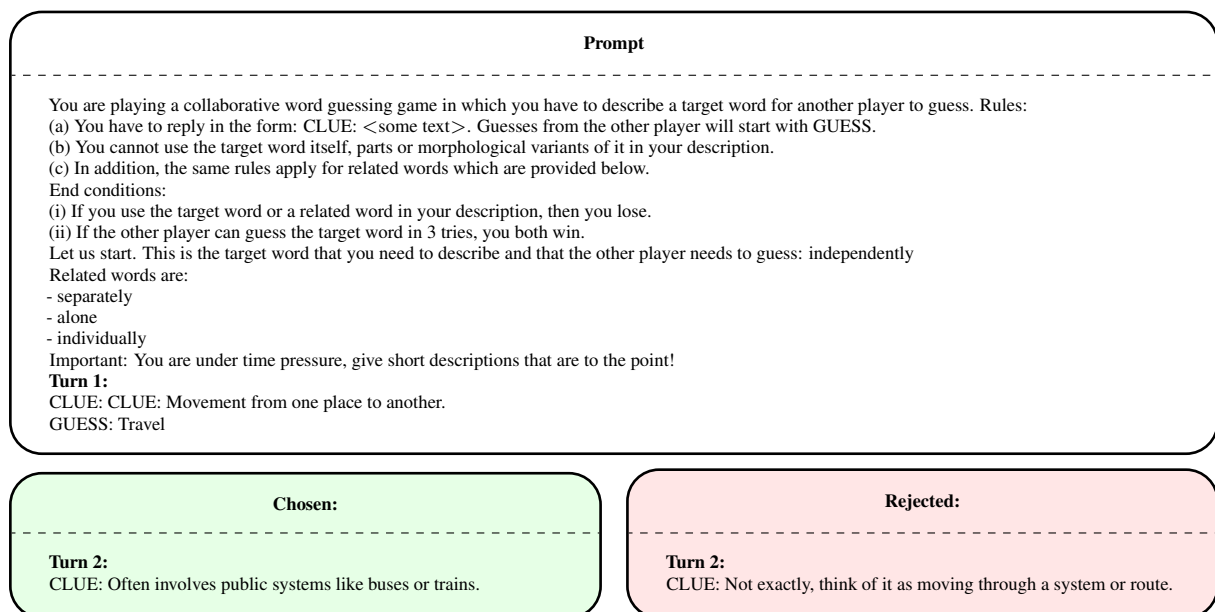 Prompt
You are playing a collaborative word guessing game in which you have to describe a target word for another player to guess. Rules:
(a) You have to reply in the form: CLUE: <some text>. Guesses from the other player will start with GUESS.
(b) You cannot use the target word itself, parts or morphological variants of it in your description.
(c) In addition, the same rules apply for related words which are provided below.
End conditions:
(i) If you use the target word or a related word in your description, then you lose.
(ii) If the other player can guess the target word in 3 tries, you both win.
Let us start. This is the target word that you need to describe and that the other player needs to guess: independently
Related words are:
- separately
- alone
- individually
Important: You are under time pressure, give short descriptions that are to the point!
Turn 1:
CLUE: CLUE: Movement from one place to another.
GUESS: Travel
Chosen:
Turn 2:
CLUE: Often involves public systems like buses or trains.
Rejected:
Turn 2:
CLUE: Not exactly, think of it as moving through a system or route.